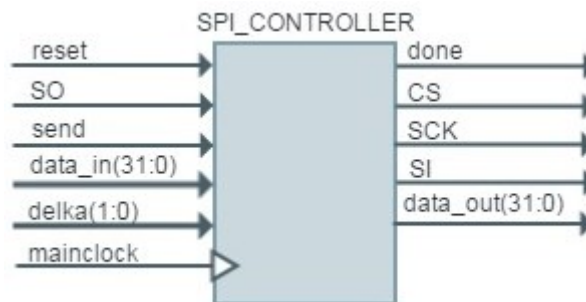 SPI_CONTROLLER
reset
SO
send
data_in(31:0)
delka(1:0)
mainclock
done
CS
SCK
SI
data_out(31:0)